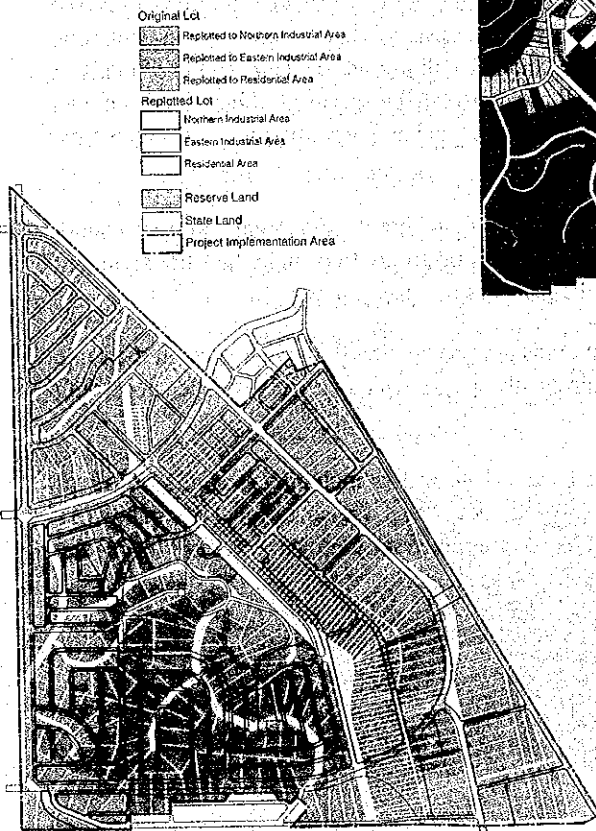 Original Lot
Replotted to Northern Industrial Area
Replotted to Eastern Industrial Area
Replotted to Residential Area
Replotted Lot
Northern Industrial Area
Eastern Industrial Area
Residential Area
Reserve Land
State Land
Project Implementation Area